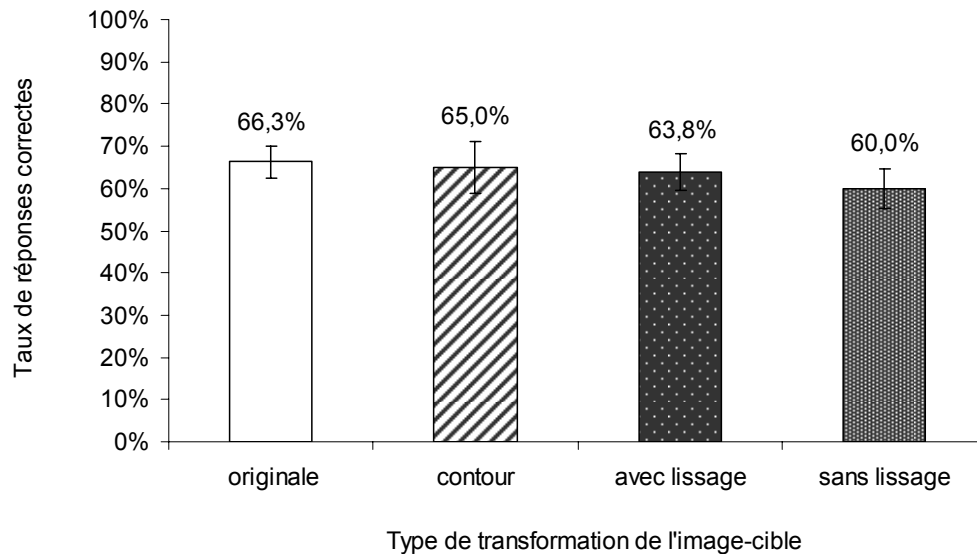 100%
90%
80%
70%
60%
50%
40%
30%
20%
10%
0%
Taux de réponses correctes
66,3%
65,0%
63,8%
60,0%
originale
contour
avec lissage
sans lissage
Type de transformation de l'image-cible